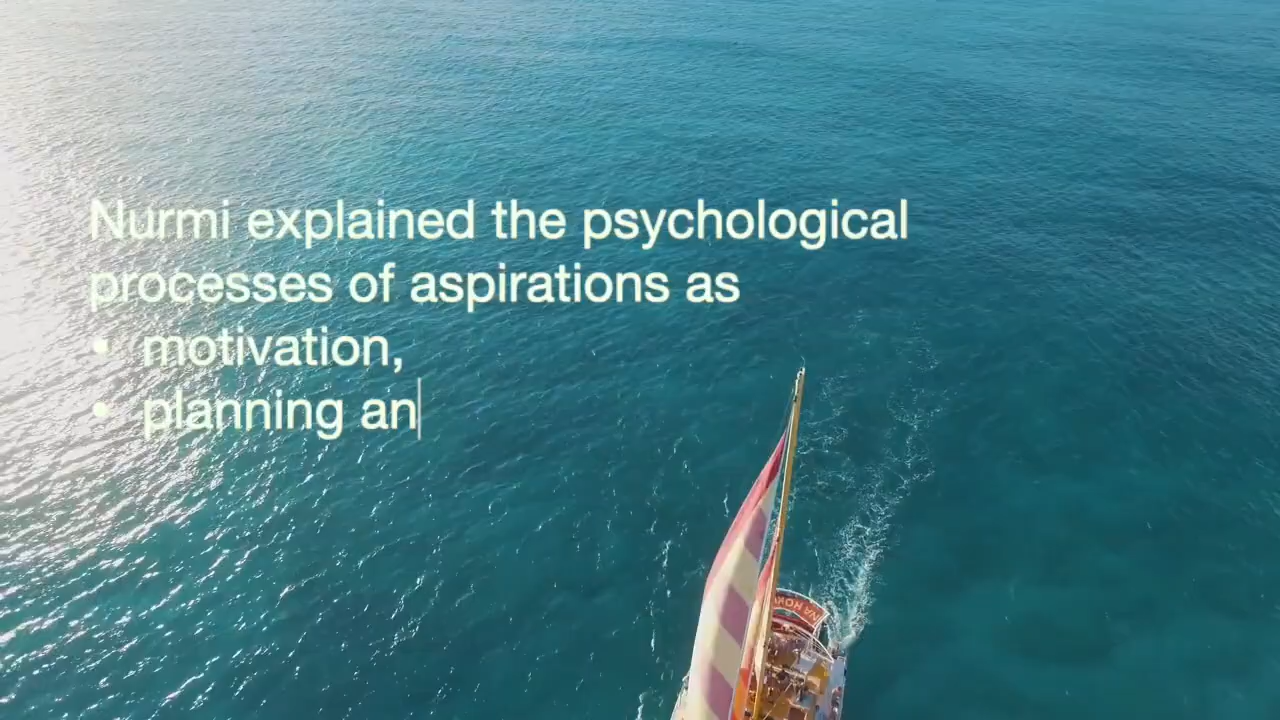 Nurmi explained the psychological
processes of aspirations as
• motivation,
• planning an